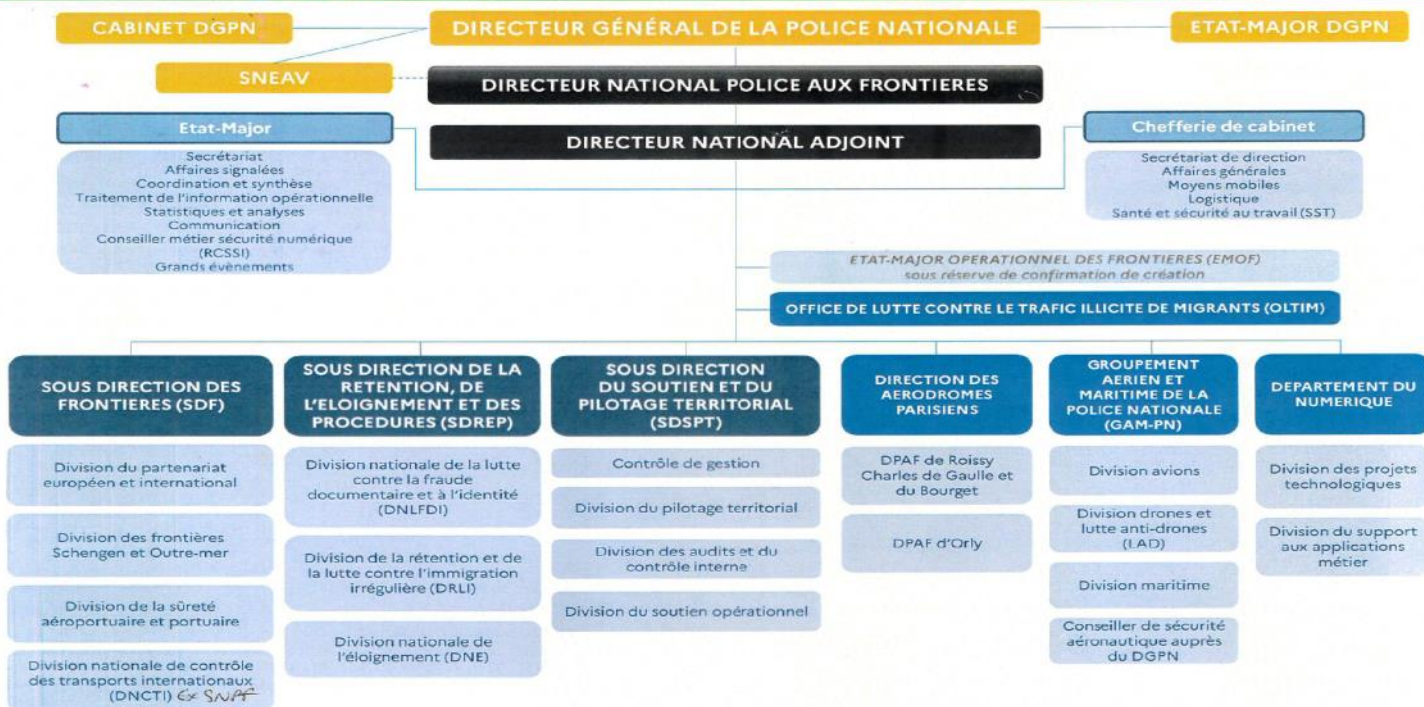 CABINET DGPN
DIRECTEUR GÉNÉRAL DE LA POLICE NATIONALE
ETAT-MAJOR DGPN
SNEAV
DIRECTEUR NATIONAL POLICE AUX FRONTIERES
DIRECTEUR NATIONAL ADJOINT
Etat-Major
Secrétariat
Affaires signalées
Coordination et synthèse
Traitement de l'information opérationnelle
Statistiques et analyses
Communication
Conseiller métier sécurité numérique
(RCSSI)
Grands évènements
Chefferie de cabinet
Secrétariat de direction
Affaires générales
Moyens mobiles
Logistique
Santé et sécurité au travail (SST)
ETAT-MAJOR OPERATIONNEL DES FRONTIERES (EMOF)
sous réserve de confirmation de création
OFFICE DE LUTTE CONTRE LE TRAFIC ILLICITE DE MIGRANTS (OLTIM)
SOUS DIRECTION DES
FRONTIERES (SDF)
Division du partenariat
européen et international
Division des frontières
Schengen et Outre-mer
Division de la sûreté
aéroportuaire et portuaire
Division nationale de contrôle
des transports internationaux
(DNCTI) Ex SNPF
SOUS DIRECTION DE LA
RETENTION, DE
L'ELOIGNEMENT ET DES
PROCEDURES (SDREP)
Division nationale de la lutte
contre la fraude
documentaire et à l'identité
(DNLFDI)
Division de la rétention et de
la lutte contre l'immigration
irrégulière (DRLI)
Division nationale de
l'éloignement (DNE)
SOUS DIRECTION
DU SOUTIEN ET DU
PILOTAGE TERRITORIAL
(SDSPT)
Contrôle de gestion
Division du pilotage territorial
Division des audits et du
contrôle interne
Division du soutien opérationnel
DIRECTION DES
AERODROMES
PARISIENS
DPAF de Roissy
Charles de Gaulle et
du Bourget
DPAF d'Orly
GROUPEMENT
AERIEN ET
MARITIME DE LA
POLICE NATIONALE
(GAM-PN)
Division avions
Division drones et
lutte anti-drones
(LAD)
Division maritime
Conseiller de sécurité
aéronautique auprès
du DGPN
DEPARTEMENT DU
NUMERIQUE
Division des projets
technologiques
Division du support
aux applications
métier